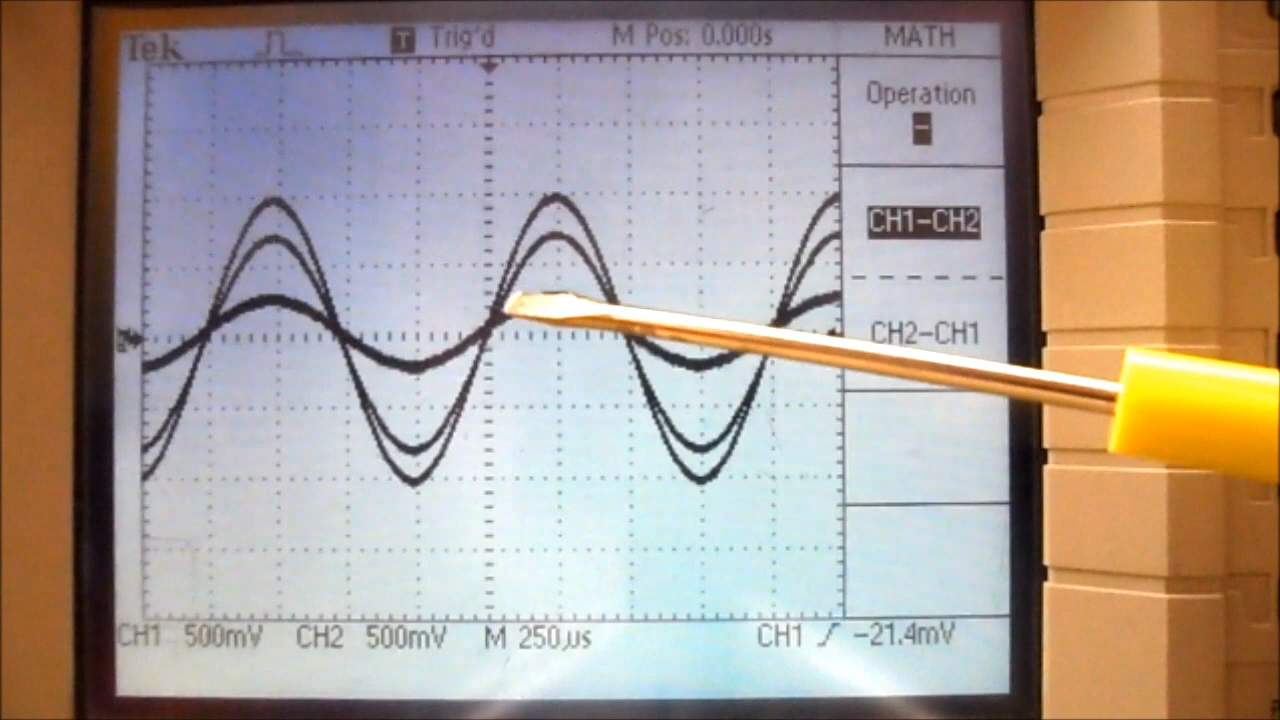 Tek T Trig'd M Pos: 0.000s MATH
Operation
−
CH1−CH2
CH2−CH1
CH1 500mV CH2 500mV M 250µs CH1 −21.4mV